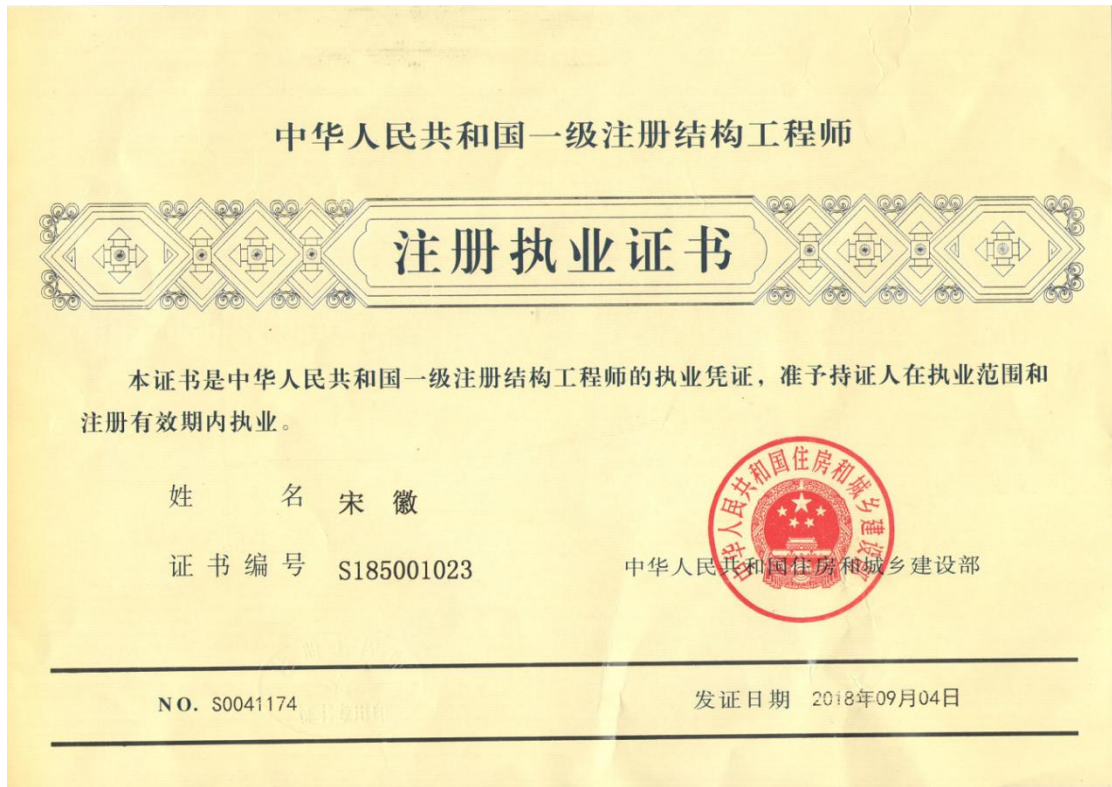 中华人民共和国一级注册结构工程师
注册执业证书
本证书是中华人民共和国一级注册结构工程师的执业凭证，准予持证人在执业范围和
注册有效期内执业。
姓 名 宋 徽
证书编号 S185001023
中华人民共和国住房和城乡建设部
中华人民共和国住房和城乡建设部
NO. S0041174
发证日期 2018年09月04日